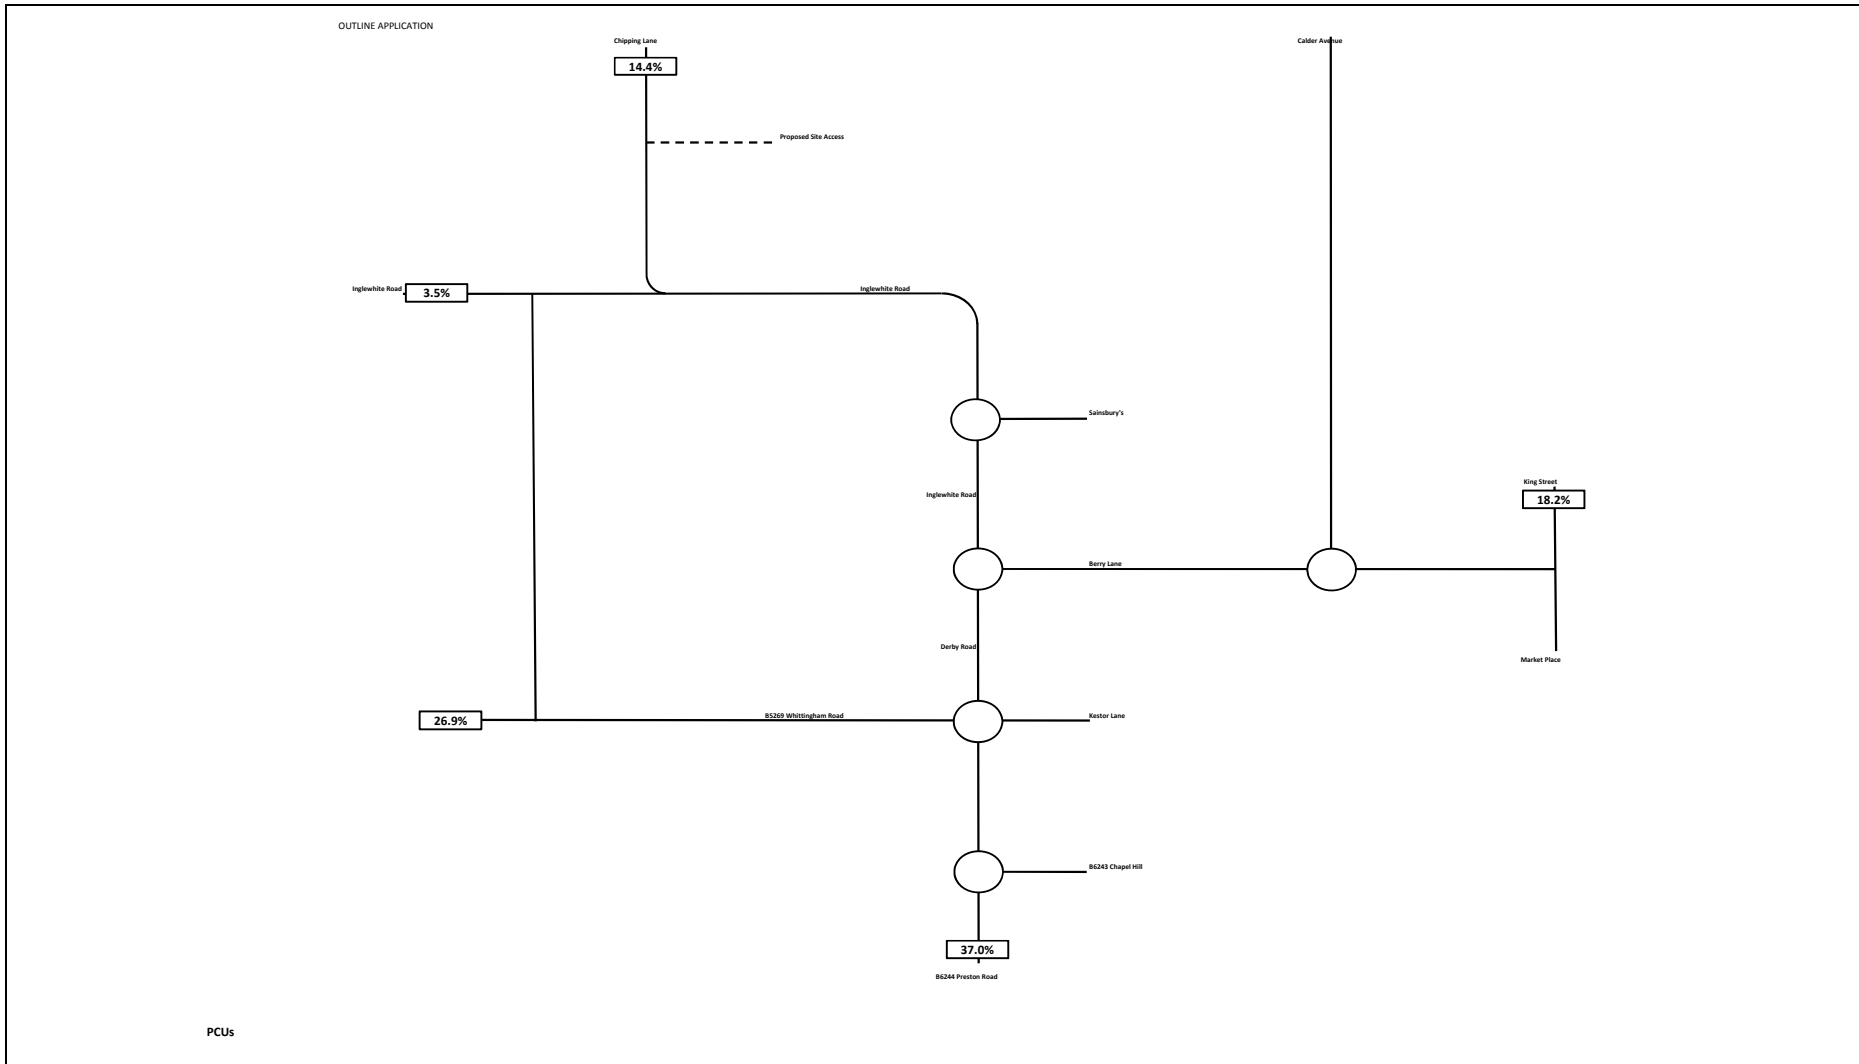 OUTLINE APPLICATION
Chipping Lane
Calder Avenue
14.4%
Proposed Site Access
Inglewhite Road
3.5%
Inglewhite Road
Sainsbury's
King Street
Inglewhite Road
18.2%
Berry Lane
Derby Road
Market Place
26.9%
B5269 Whittingham Road
Kestor Lane
B6243 Chapel Hill
37.0%
B6244 Preston Road
PCUs